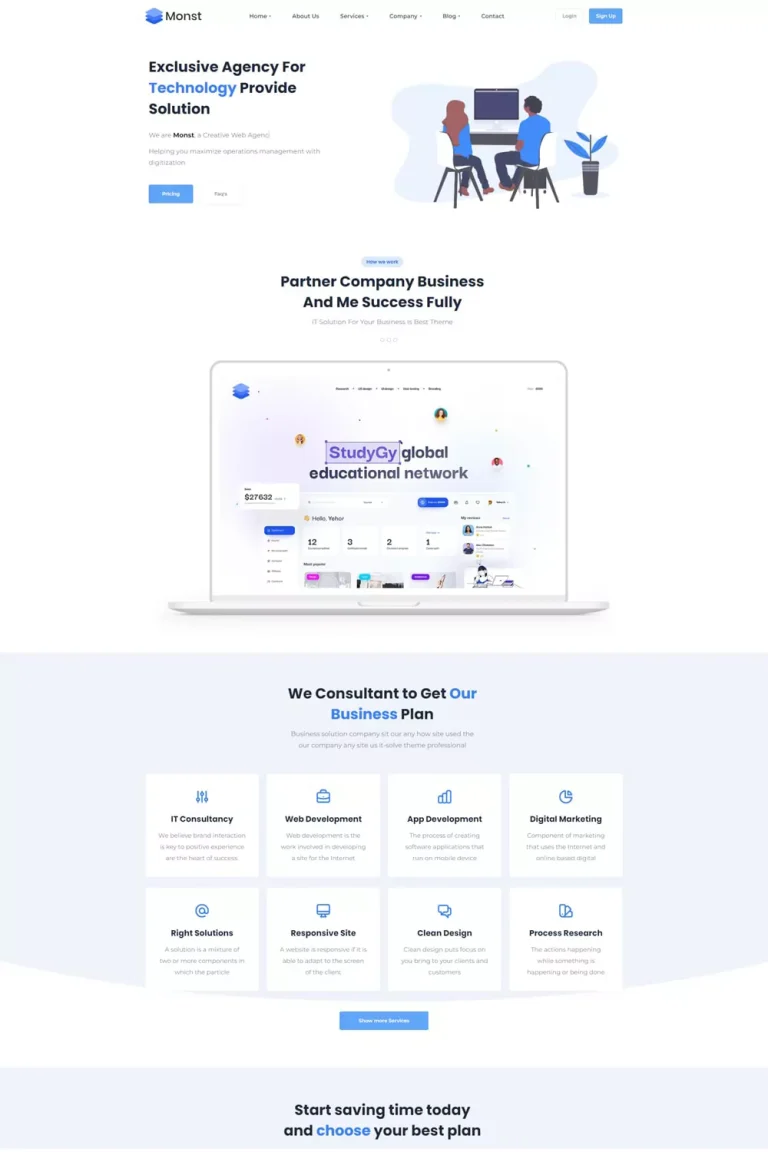 Monst
Home About Us Services Company Blog Contact Login Sign Up
Exclusive Agency For
Technology Provide
Solution
We are Monst, a Creative Web Agenc
Helping you maximize operations management with
digitization
Pricing
How we work
Partner Company Business
And Me Success Fully
IT Solution For Your Business is Best Theme
StudyGy global
educational network
$27632
Hello, Yehor
12 3 2 1
Most popular
We Consultant to Get Our
Business Plan
Business solution company sit our any how site used the
our company any site us it-solve theme professional
IT Consultancy
We believe brand interaction
is key to positive experience
are the heart of success
Web Development
Web development is the
work involved in developing
a site for the Internet
App Development
The process of creating
software applications that
run on mobile device
Digital Marketing
Component of marketing
that uses the Internet and
online based digital
Right Solutions
A solution is a mixture of
two or more components in
which the particle
Responsive Site
A website is responsive if it is
able to adapt to the screen
of the client
Clean Design
Clean design puts focus on
you bring to your clients and
customers
Process Research
The actions happening
while something is
happening or being done
Show more Services
Start saving time today
and choose your best plan